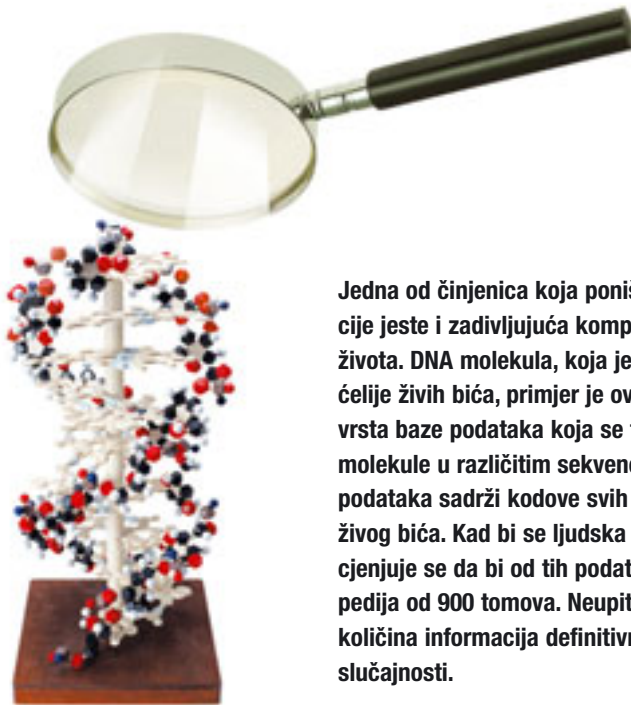 Jedna od činjenica koja poniš
cije jeste i zadivljujuća komp
života. DNA molekula, koja je
ćelije živih bića, primjer je ov
vrsta baze podataka koja se
molekule u različitim sekven
podataka sadrži kodove svih
živog bića. Kad bi se ljudska
cjenjuje se da bi od tih podat
pedija od 900 tomova. Neupit
količina informacija definitivn
slučajnosti.